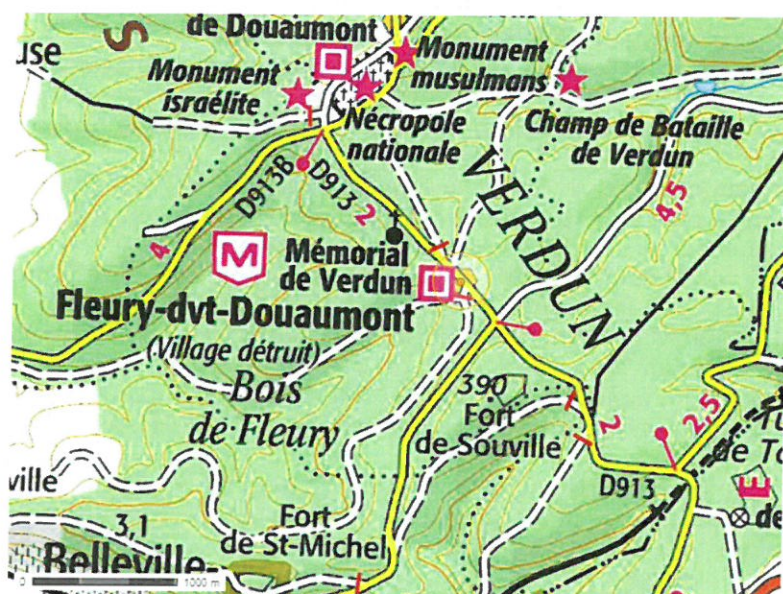 S
de Douaumont
Monument
musulmans
Monument
israélite
Nécropole
nationale
Champ de Bataille
de Verdun
VERDUN
D913B
D913
2
4
4,5
M
Mémorial
de Verdun
Fleury-dvt-Douaumont
(Village détruit)
Bois
de Fleury
390
Fort
de Souville
2
2,5
D913
E
de
ville
3,1
Fort
de St-Michel
Belleville-
0
1000 m